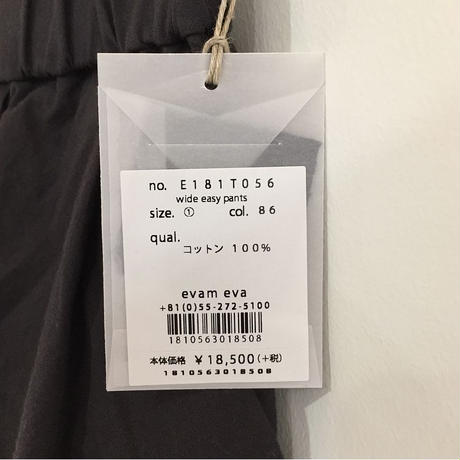 no. E181T056
wide easy pants
size. ① col. 86
qual.
コットン 100%
evam eva
+81(0)55-272-5100
1810563018508
本体価格 ¥18,500(+税)
1810563018508